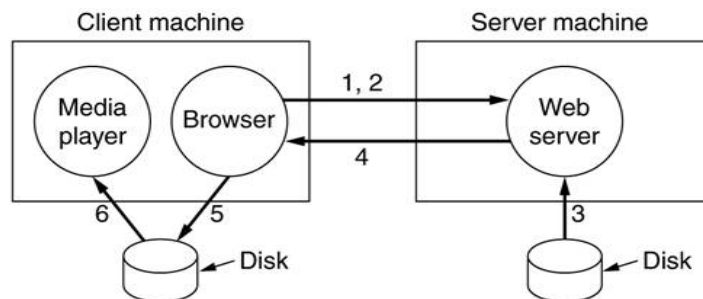 Client machine
Server machine
Media
player
Browser
1, 2
4
Web
server
6
5
3
Disk
Disk